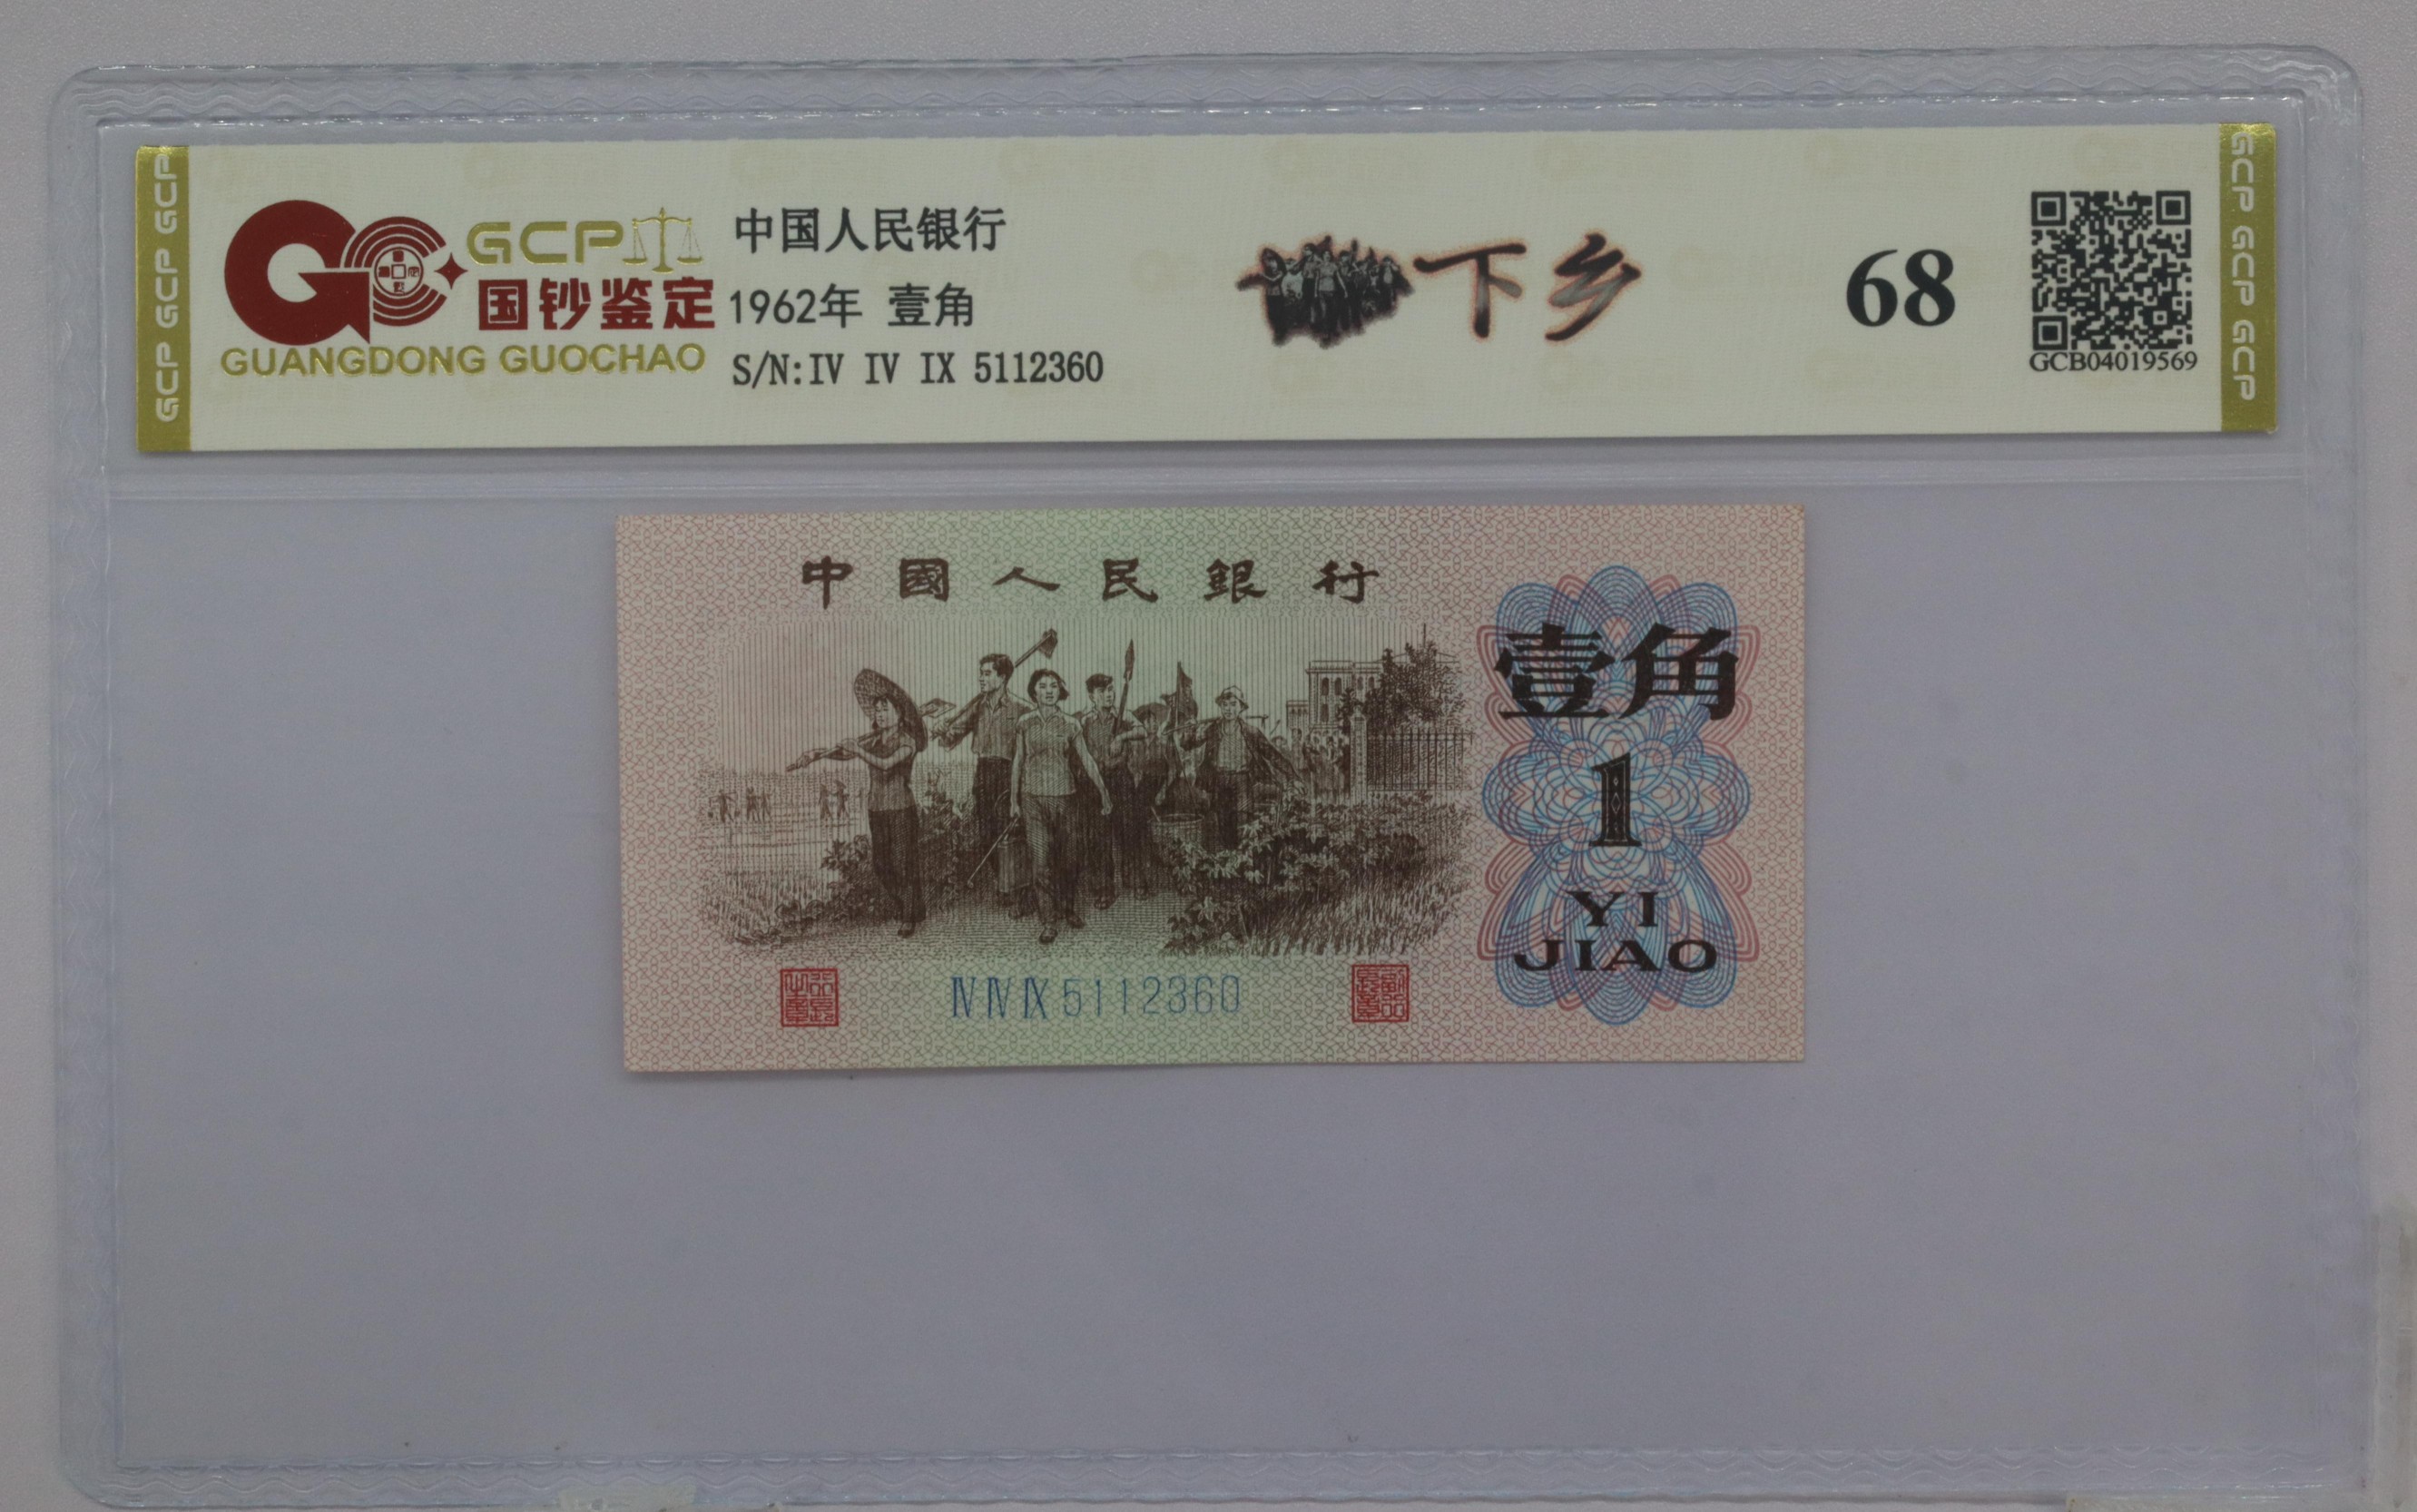 GCP GCP GCP
GCP
国钞鉴定
GUANGDONG GUOCHAO
中国人民银行
1962年 壹角
S/N:IV IV IX 5112360
下乡
68
GCB04019569
GCP GCP GCP
中國人民銀行
壹角
1
YI
JIAO
IV IV IX 5112360